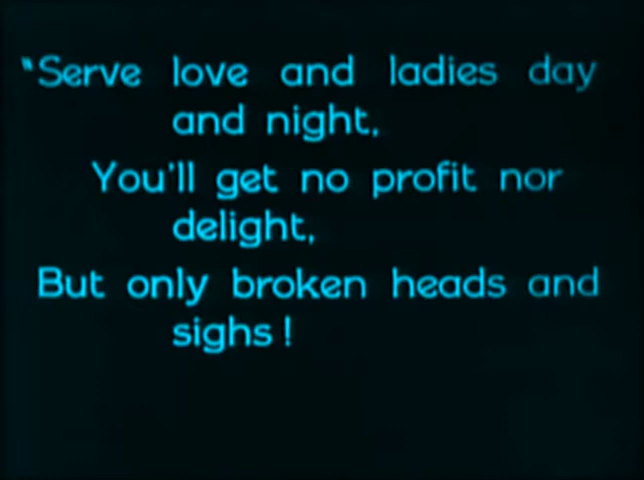 "Serve love and ladies day
and night,
You'll get no profit nor
delight,
But only broken heads and
sighs!